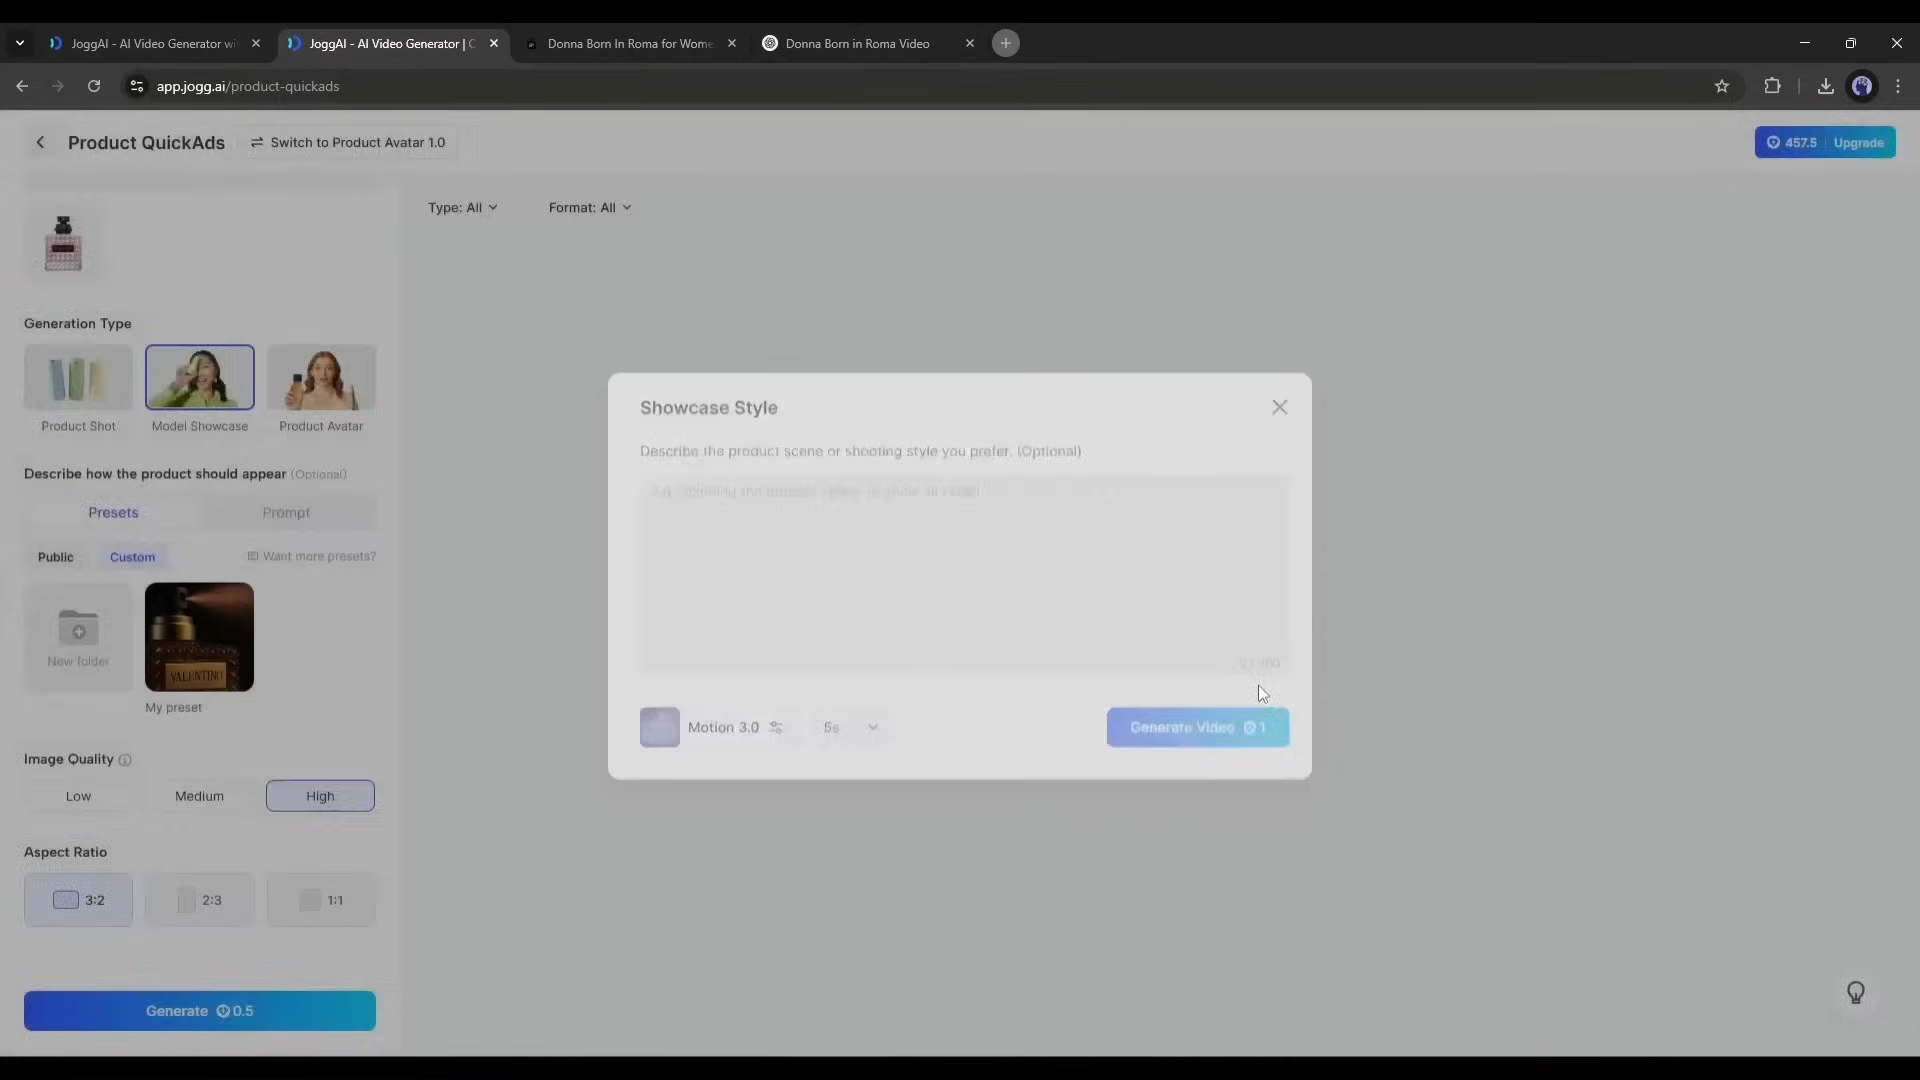 JoggAI - AI Video Generator wi
JoggAI - AI Video Generator | C
Donna Born In Roma for Wome
Donna Born in Roma Video
app.jogg.ai/product-quickads
Product QuickAds
Switch to Product Avatar 1.0
457.5
Upgrade
Type: All
Format: All
Generation Type
Product Shot
Model Showcase
Product Avatar
Describe how the product should appear (Optional)
Presets
Prompt
Public
Custom
Want more presets?
New folder
VALENTINO
My preset
Image Quality
Low
Medium
High
Aspect Ratio
3:2
2:3
1:1
Generate 0.5
Showcase Style
Describe the product scene or shooting style you prefer. (Optional)
Motion 3.0
5s
Generate Video 1